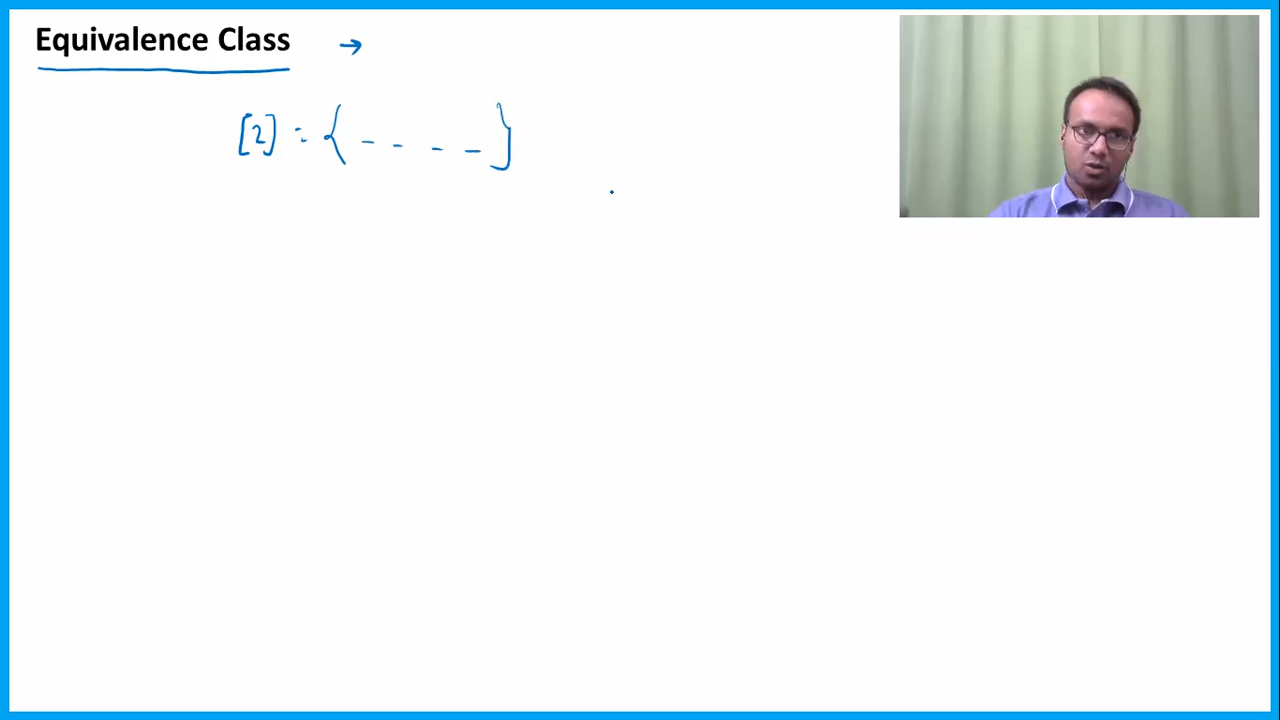 Equivalence Class →
[2] = { - - - - }